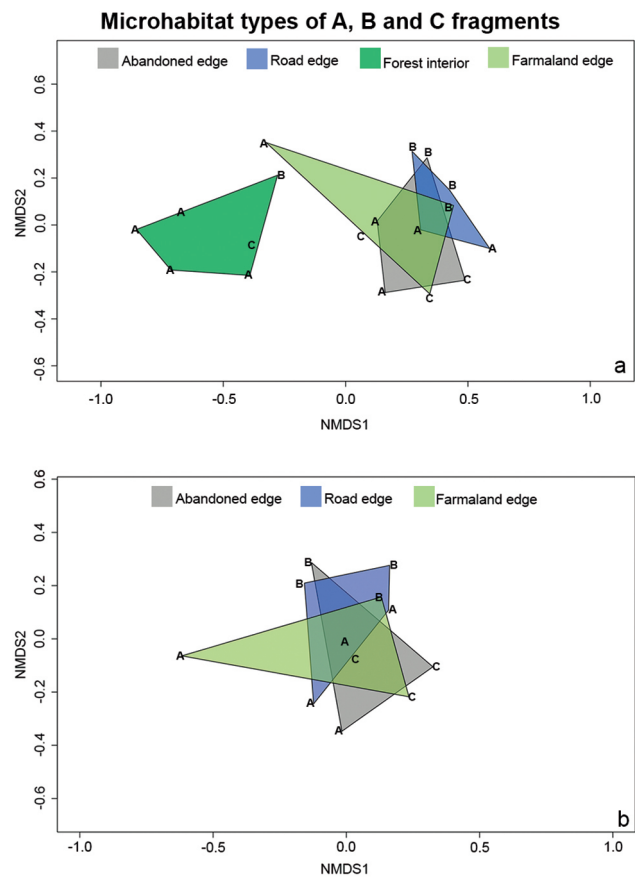 Microhabitat types of A, B and C fragments
Abandoned edge Road edge Forest interior Farmaland edge
0.6
0.4
0.2
0.0
-0.2
-0.4
-0.6
NMDS2
A
B
B
B
A
B
B
A
A
A
A
C
C
A
A
A
C
A
C
a
-1.0 -0.5 0.0 0.5 1.0
NMDS1
Abandoned edge Road edge Farmaland edge
0.6
0.4
0.2
0.0
-0.2
-0.4
-0.6
NMDS2
B
B
B
B
A
A
A
C
C
C
A
A
b
-1.0 -0.5 0.0 0.5 1.0
NMDS1